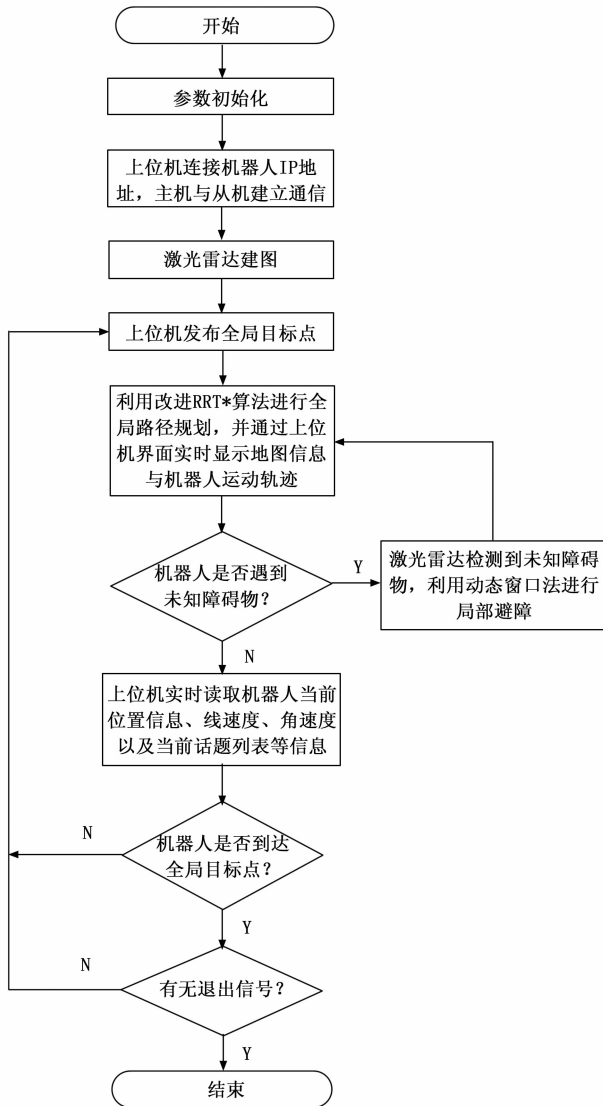 开始
参数初始化
上位机连接机器人IP地
址，主机与从机建立通信
激光雷达建图
上位机发布全局目标点
利用改进RRT*算法进行全
局路径规划，并通过上位
机界面实时显示地图信息
与机器人运动轨迹
机器人是否遇到
未知障碍物?
Y
激光雷达检测到未知障碍
物，利用动态窗口法进行
局部避障
N
上位机实时读取机器人当前
位置信息、线速度、角速度
以及当前话题列表等信息
N
机器人是否到达
全局目标点?
Y
N
有无退出信号?
Y
结束